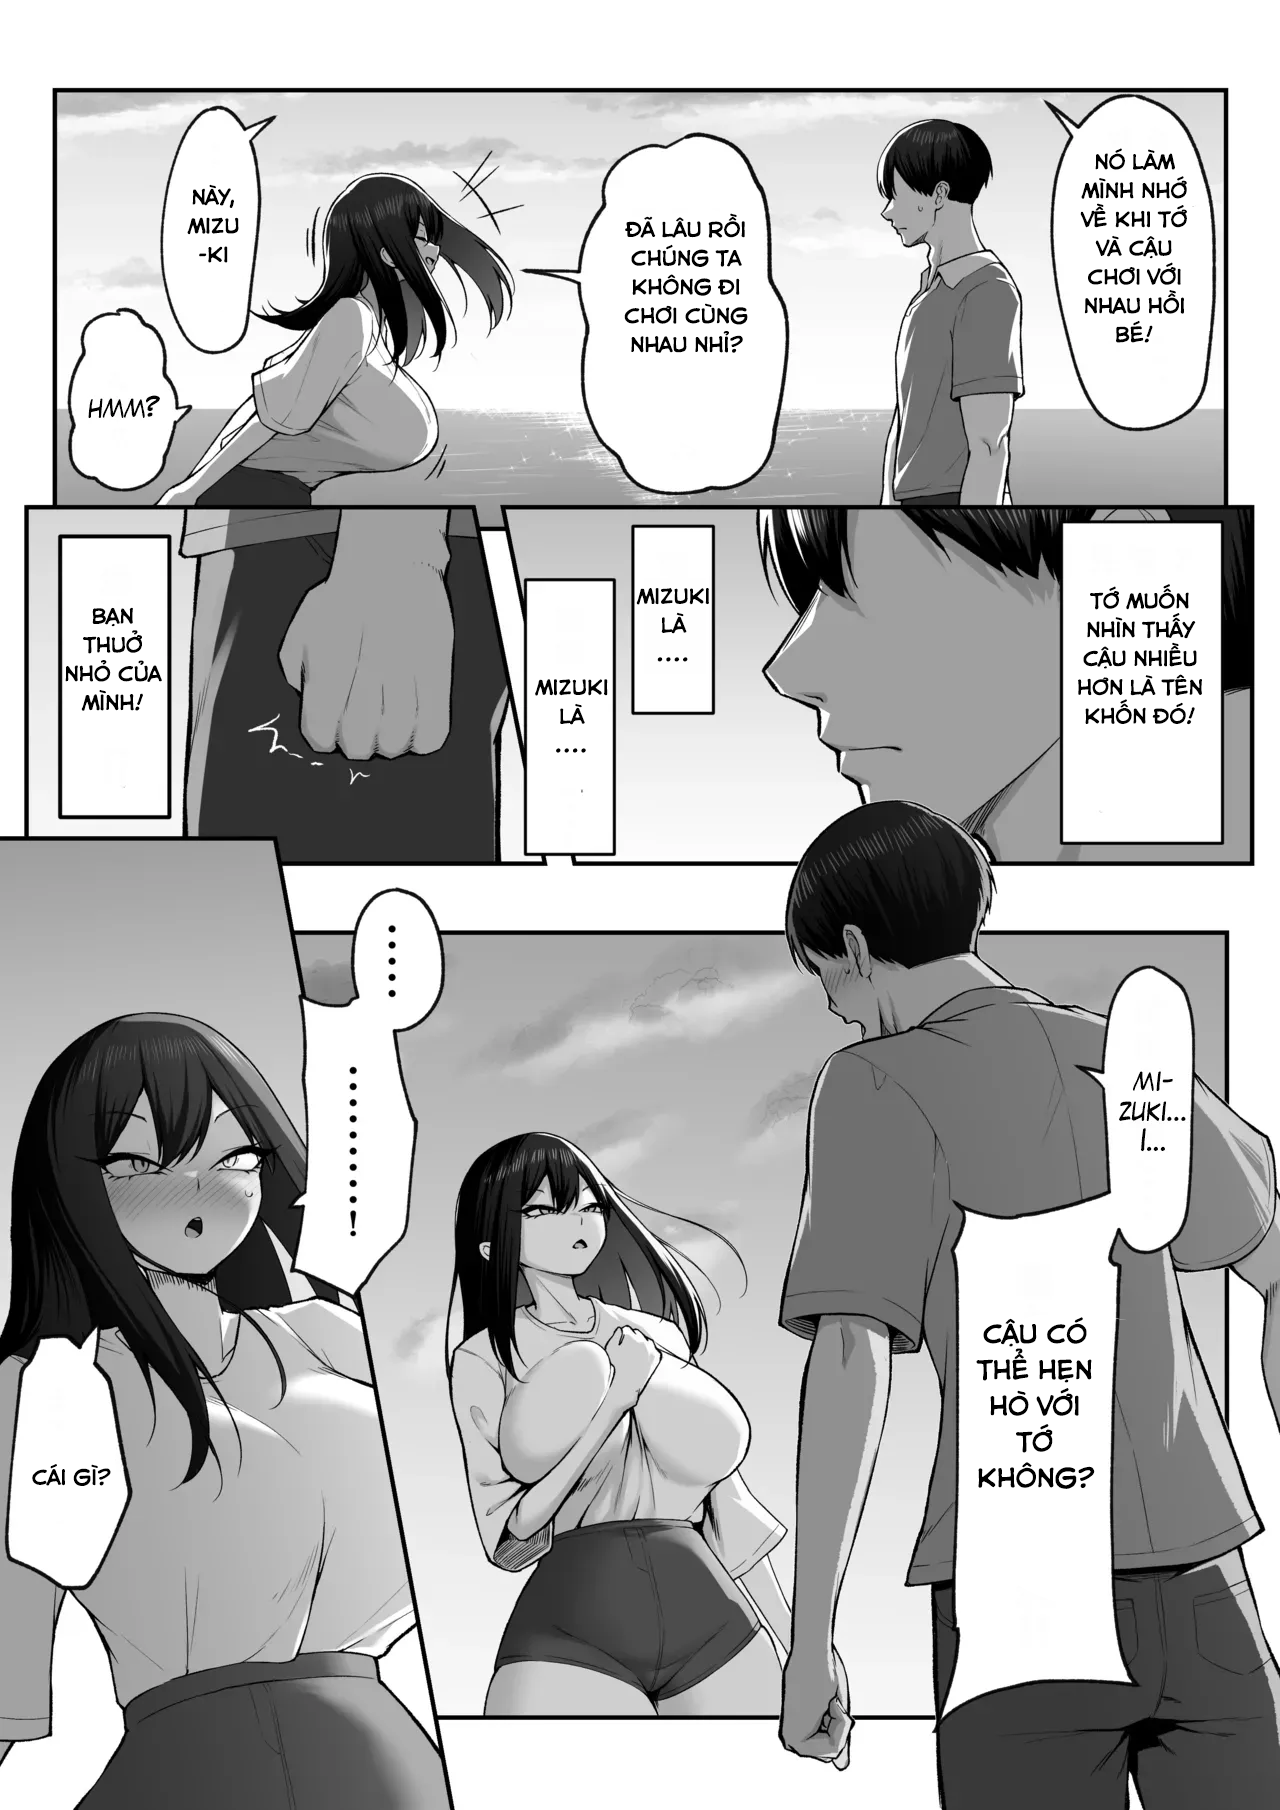 NÓ LÀM
MÌNH NHỚ
VỀ KHI TỚ
VÀ CẬU
CHƠI VỚI
NHAU HỒI
BÉ!
ĐÃ LÂU RỒI
CHÚNG TA
KHÔNG ĐI
CHƠI CÙNG
NHAU NHỈ?
NÀY,
MIZU
-KI
HMM?
TỚ MUỐN
NHÌN THẤY
CẬU NHIỀU
HƠN LÀ TÊN
KHỐN ĐÓ!
MIZUKI
LÀ
....
MIZUKI
LÀ
....
BẠN
THUỞ
NHỎ CỦA
MÌNH!
MI-
ZUKI...
I...
CẬU CÓ
THỂ HẸN
HÒ VỚI
TỚ
KHÔNG?
......
..........!
CÁI GÌ?